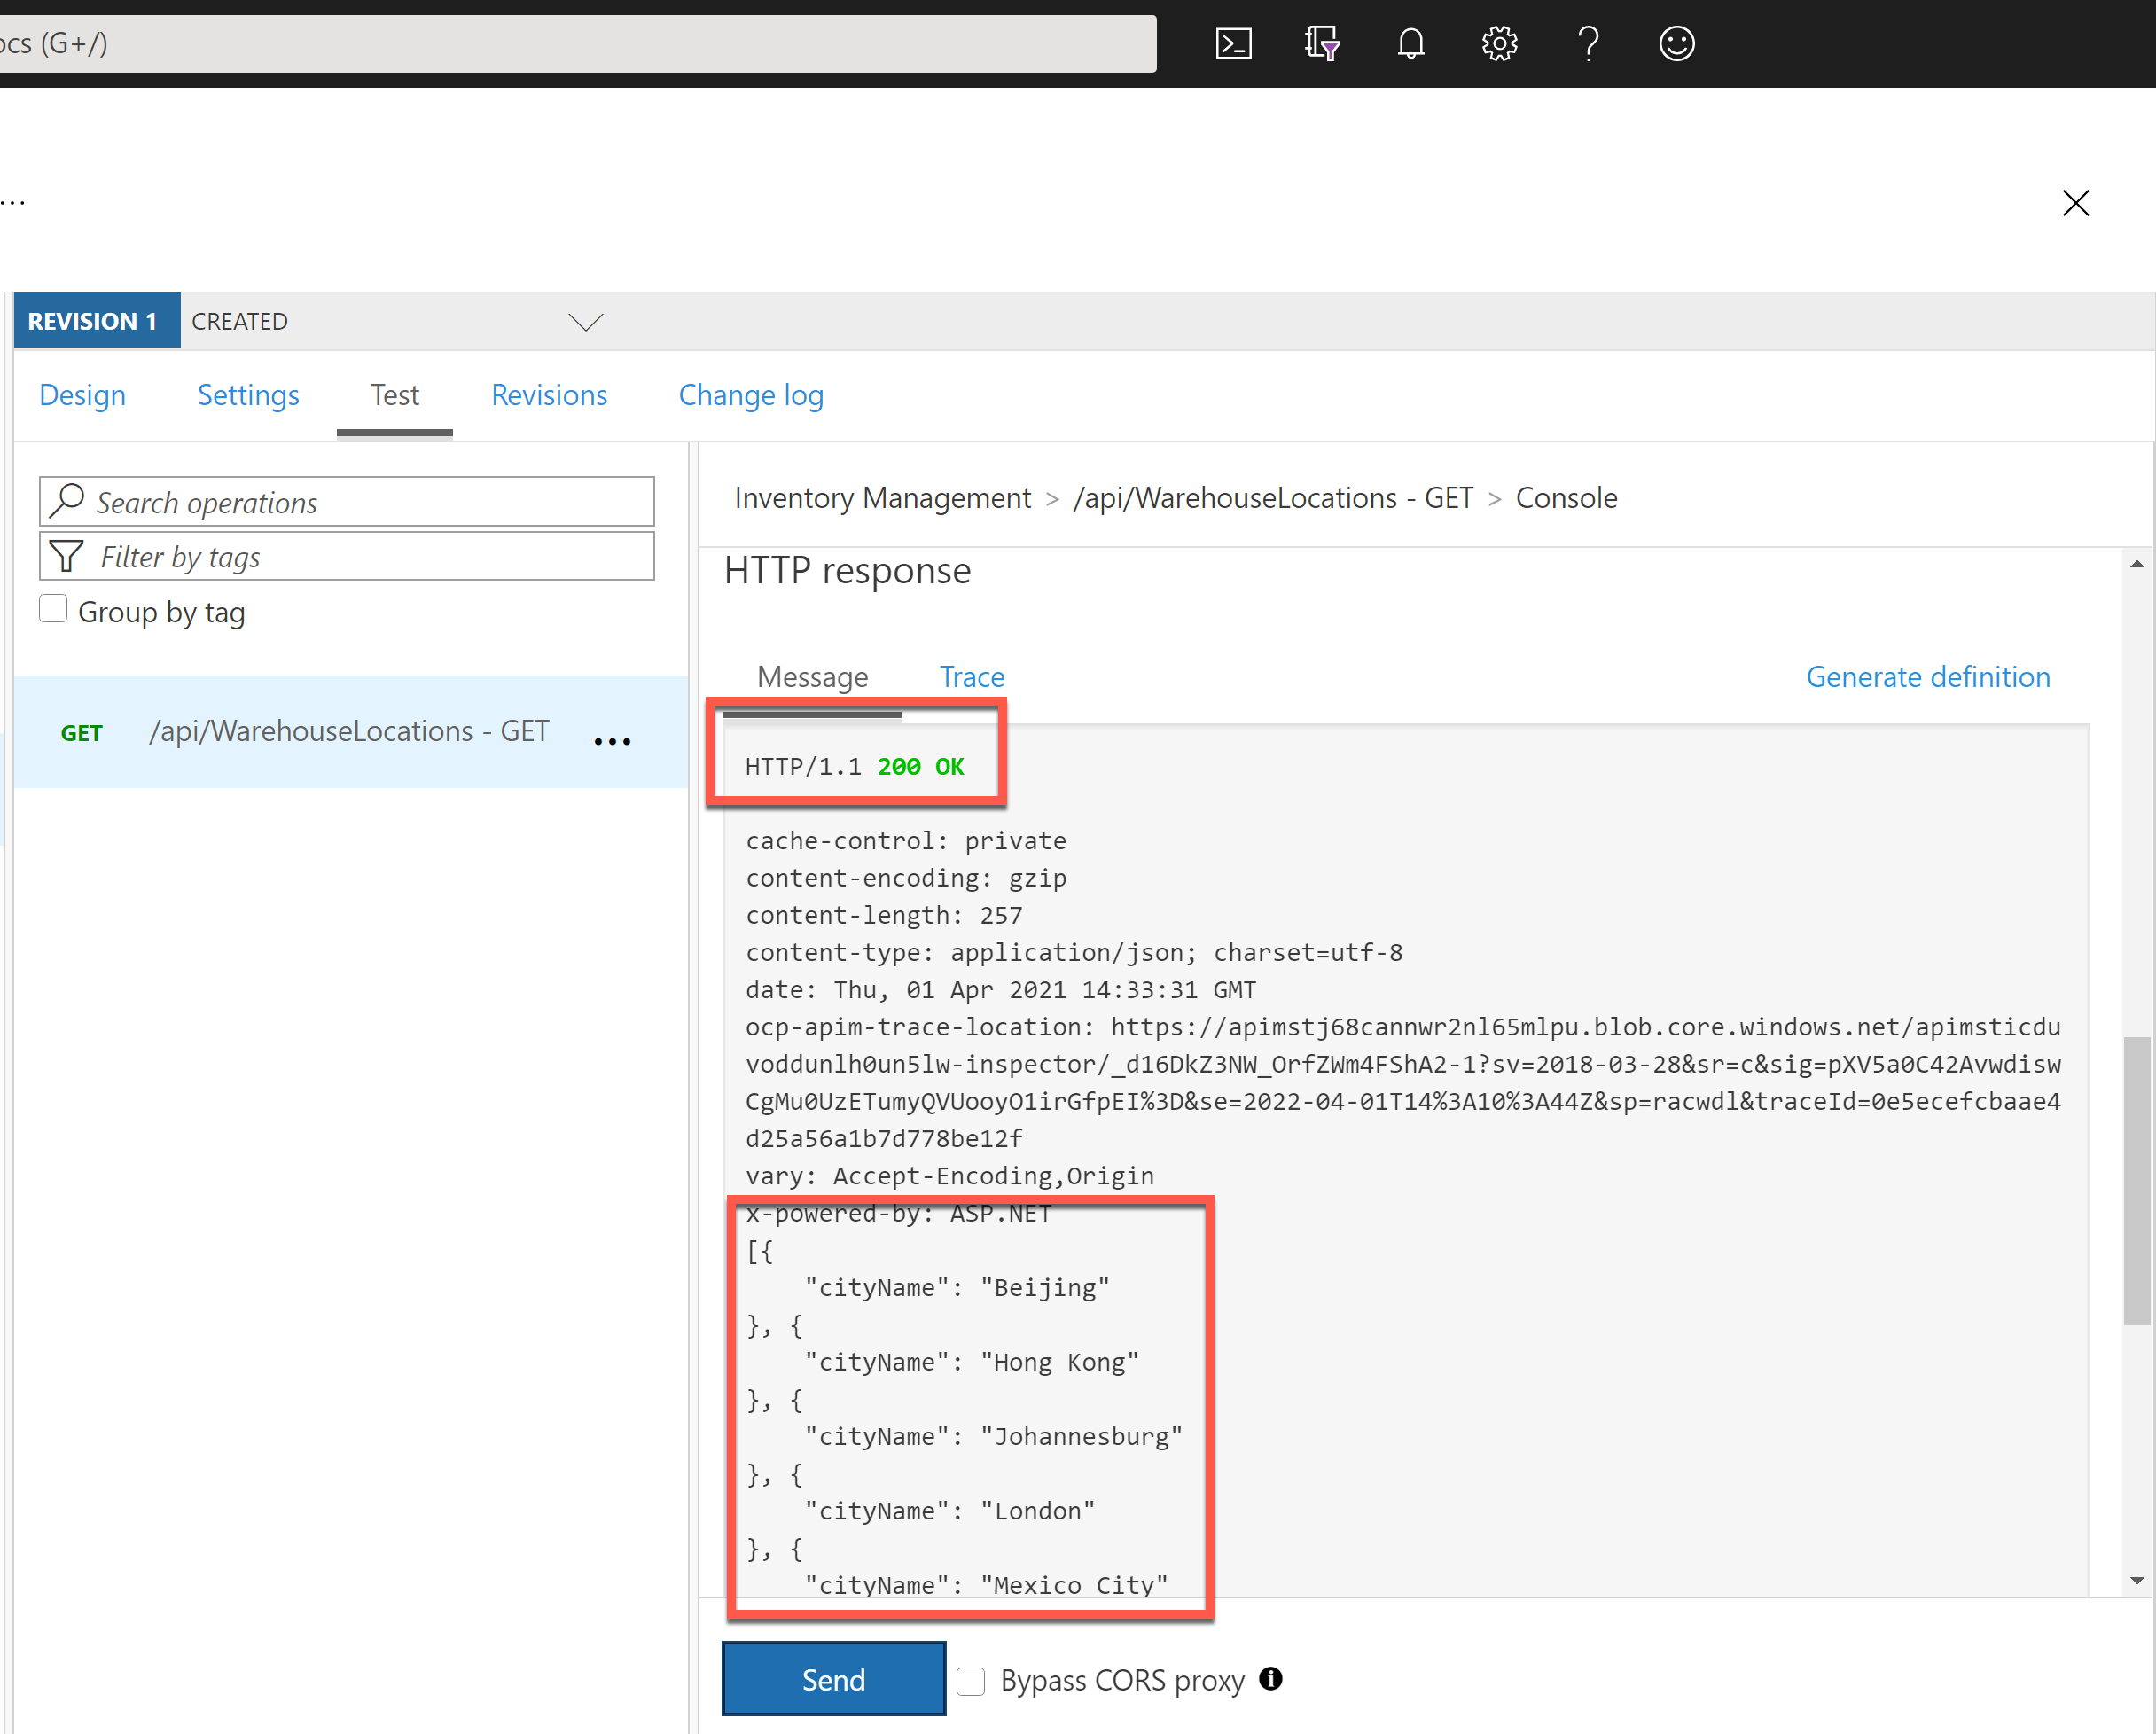 ocs (G+/)
...
REVISION 1 CREATED
Design Settings Test Revisions Change log
Search operations
Filter by tags
Group by tag
GET /api/WarehouseLocations - GET ...
Inventory Management > /api/WarehouseLocations - GET > Console
HTTP response
Message Trace Generate definition
HTTP/1.1 200 OK
cache-control: private
content-encoding: gzip
content-length: 257
content-type: application/json; charset=utf-8
date: Thu, 01 Apr 2021 14:33:31 GMT
ocp-apim-trace-location: https://apimstj68cannwr2nl65mlpu.blob.core.windows.net/apimsticdu
voddunlh0un5lw-inspector/_d16DkZ3NW_OrfZWm4FShA2-1?sv=2018-03-28&sr=c&sig=pXV5a0C42Avwdisw
CgMu0UzETumyQVUooyO1irGfpEI%3D&se=2022-04-01T14%3A10%3A44Z&sp=racwdl&traceId=0e5ecefcbaae4
d25a56a1b7d778be12f
vary: Accept-Encoding,Origin
x-powered-by: ASP.NET
[{
"cityName": "Beijing"
}, {
"cityName": "Hong Kong"
}, {
"cityName": "Johannesburg"
}, {
"cityName": "London"
}, {
"cityName": "Mexico City"
Send Bypass CORS proxy